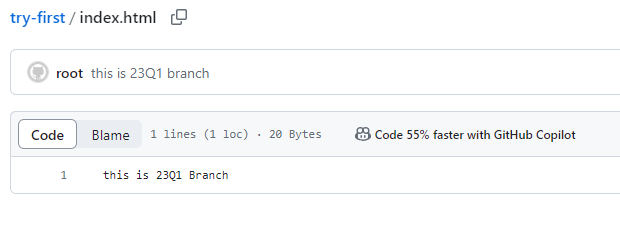 try-first / index.html
root this is 23Q1 branch
Code Blame 1 lines (1 loc) · 20 Bytes Code 55% faster with GitHub Copilot
1 this is 23Q1 Branch